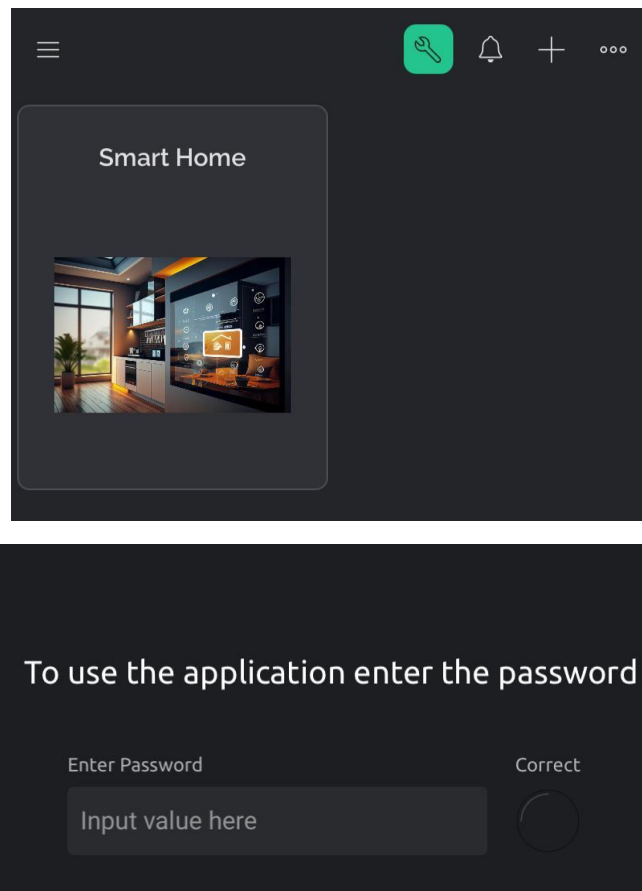 Smart Home
To use the application enter the password
Enter Password
Correct
Input value here